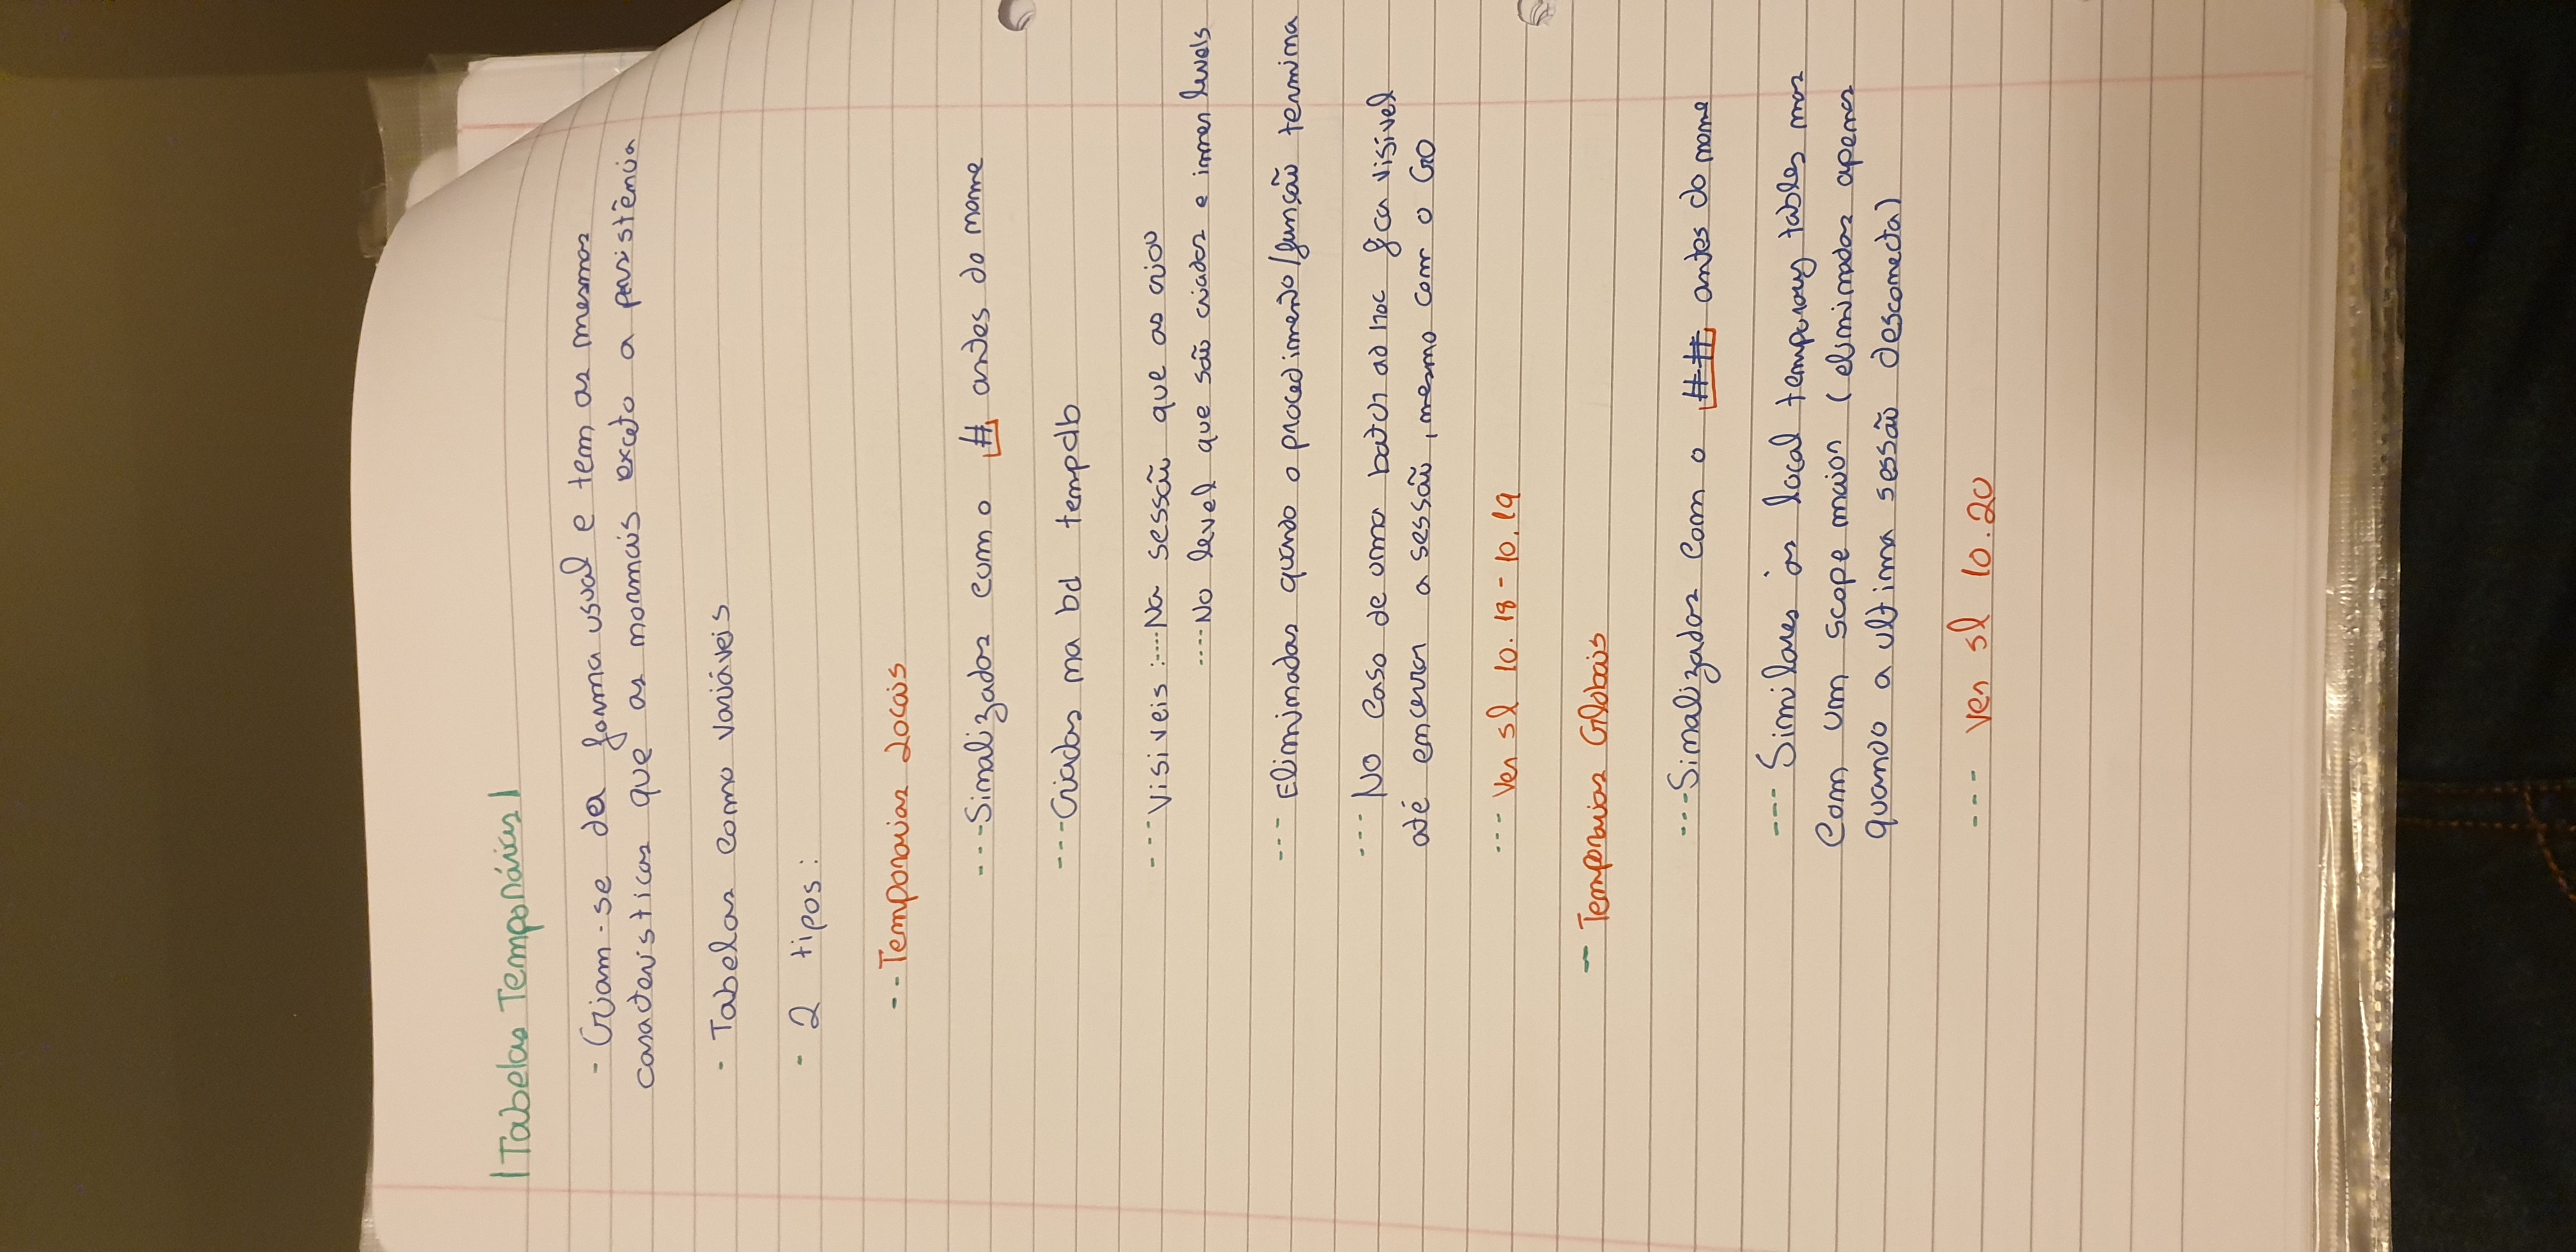 |Tabelas Temporárias|
- Criam-se da forma usual e tem as mesmas
caracteristicas que as normais exceto a persistência
- Tabelas como variáveis
- 2 tipos:
-- Temporarias Locais
--- Sinalizadas com o # antes do nome
--- Criadas na bd tempdb
--- Visiveis :---- Na sessão que as criou
---- No level que são criadas e inner levels
--- Eliminadas quando o procedimento/função termina
--- No caso de uma batch ad hoc fica visível
até encerrar a sessão, mesmo com o GO
--- Ver sl 10.18 - 10.19
- Temporarias Globais
--- Sinalizadas com o ## antes do nome
--- Similares às local temporary tables mas
com um scope maior (eliminadas apenas
quando a ultima sessão desconecta)
--- Ver sl 10.20